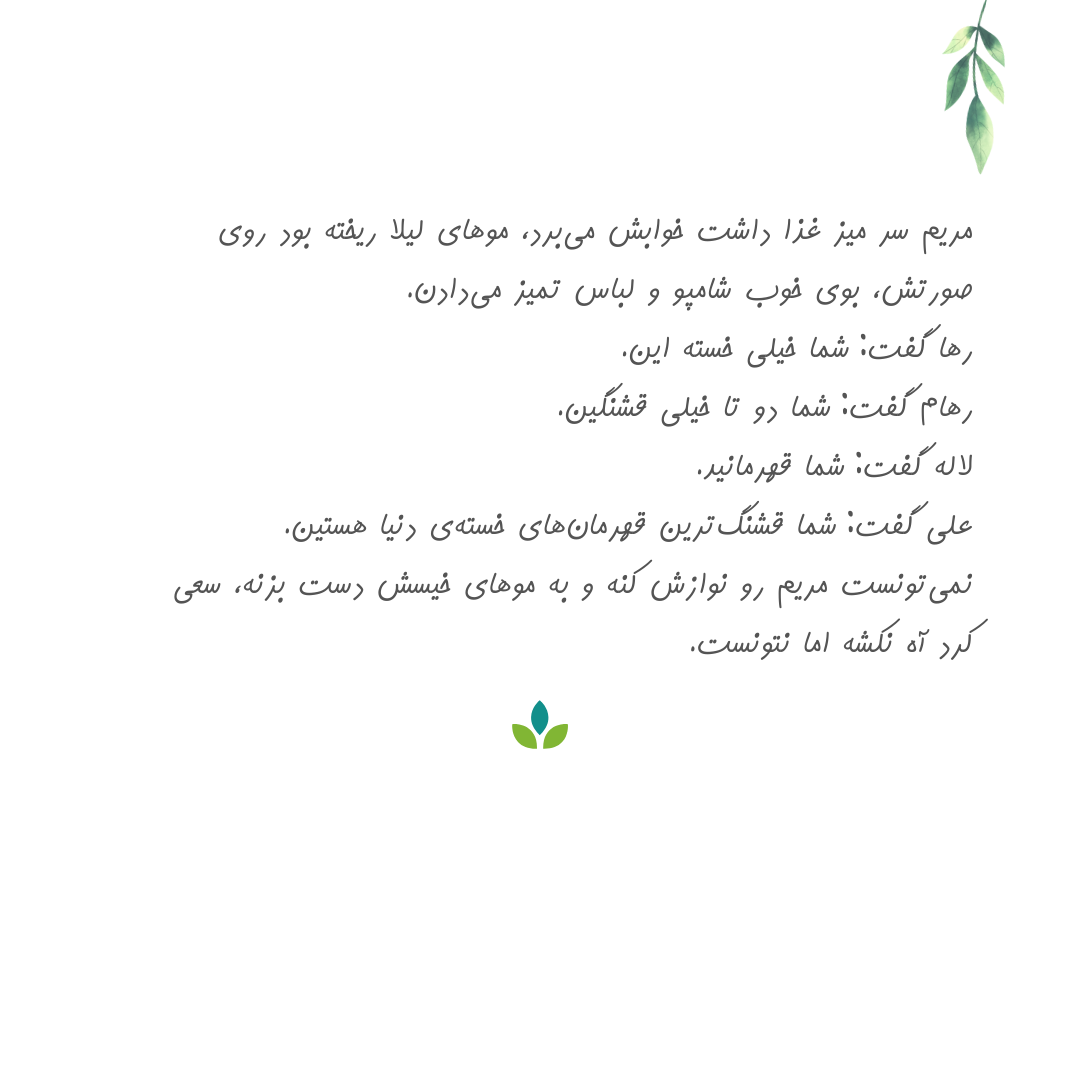 مریم سر میز غذا داشت خوابش می‌برد، موهای لیلا ریخته بود روی
صورتش، بوی خوب شامپو و لباس تمیز می‌دادن.
رها گفت: شما خیلی خسته این.
رهام گفت: شما دو تا خیلی قشنگین.
لاله گفت: شما قهرمانید.
علی گفت: شما قشنگ‌ترین قهرمان‌های خسته‌ی دنیا هستین.
نمی‌تونست مریم رو نوازش کنه و به موهای خیسش دست بزنه، سعی
کرد آه نکشه اما نتونست.